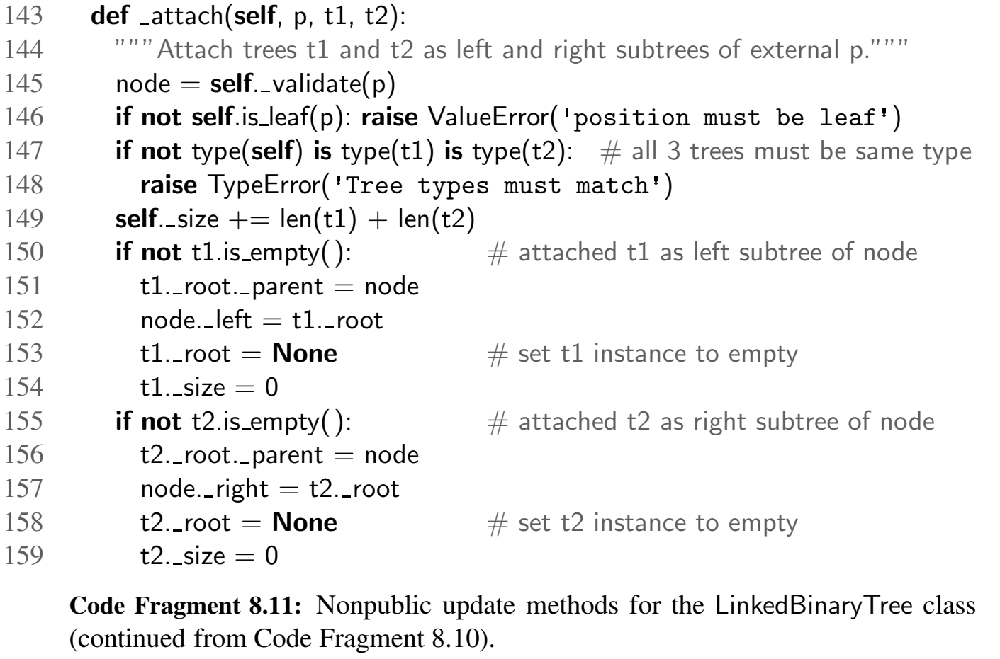 143 def _attach(self, p, t1, t2):
144 """Attach trees t1 and t2 as left and right subtrees of external p."""
145 node = self._validate(p)
146 if not self.is_leaf(p): raise ValueError('position must be leaf')
147 if not type(self) is type(t1) is type(t2): # all 3 trees must be same type
148 raise TypeError('Tree types must match')
149 self._size += len(t1) + len(t2)
150 if not t1.is_empty(): # attached t1 as left subtree of node
151 t1._root._parent = node
152 node._left = t1._root
153 t1._root = None # set t1 instance to empty
154 t1._size = 0
155 if not t2.is_empty(): # attached t2 as right subtree of node
156 t2._root._parent = node
157 node._right = t2._root
158 t2._root = None # set t2 instance to empty
159 t2._size = 0
Code Fragment 8.11: Nonpublic update methods for the LinkedBinaryTree class
(continued from Code Fragment 8.10).